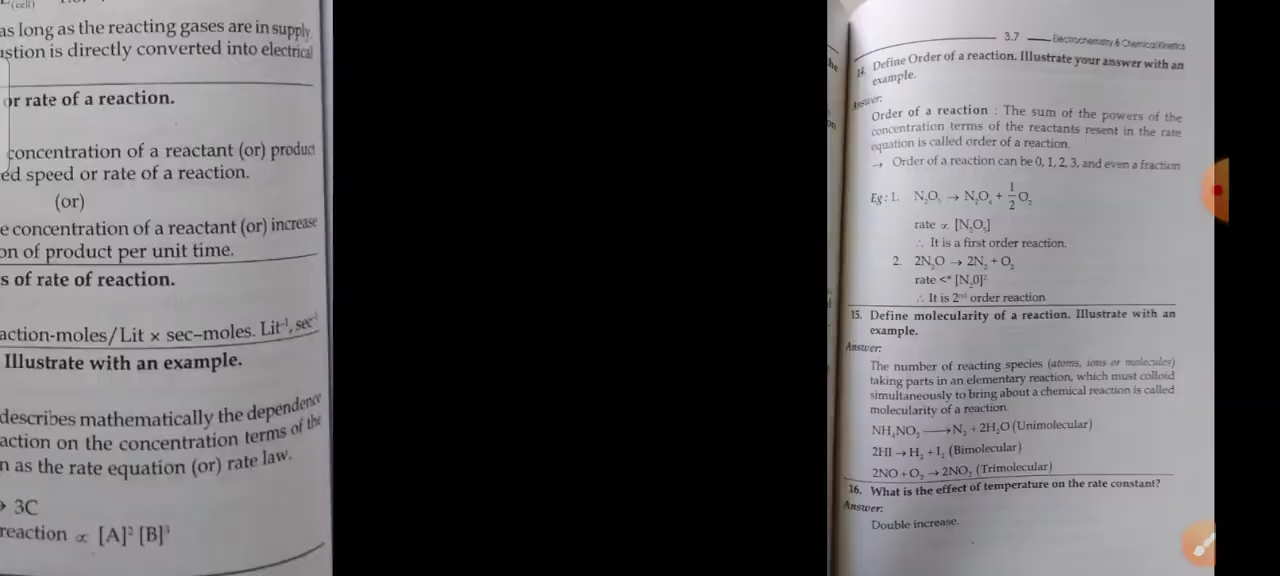 (cell)
as long as the reacting gases are in supply.
ustion is directly converted into electrical
or rate of a reaction.
concentration of a reactant (or) product
ed speed or rate of a reaction.
(or)
e concentration of a reactant (or) increase
on of product per unit time.
s of rate of reaction.
action-moles/Lit × sec–moles. Lit⁻¹, sec⁻¹
Illustrate with an example.
describes mathematically the dependence
action on the concentration terms of the
n as the rate equation (or) rate law.
→ 3C
reaction ∝ [A]² [B]³
he
on
3.7 Electrochemistry & Chemical Kinetics
14. Define Order of a reaction. Illustrate your answer with an
example.
Answer:
Order of a reaction : The sum of the powers of the
concentration terms of the reactants resent in the rate
equation is called order of a reaction.
→ Order of a reaction can be 0, 1, 2, 3, and even a fraction
Eg : 1. N₂O₅ → N₂O₄ + 1/2 O₂
rate ∝ [N₂O₅]
∴ It is a first order reaction.
2. 2N₂O → 2N₂ + O₂
rate <* [N₂0]²
∴ It is 2ⁿᵈ order reaction
15. Define molecularity of a reaction. Illustrate with an
example.
Answer:
The number of reacting species (atoms, ions or molecules)
taking parts in an elementary reaction, which must colloid
simultaneously to bring about a chemical reaction is called
molecularity of a reaction.
NH₄NO₂ → N₂ + 2H₂O (Unimolecular)
2HI → H₂ + I₂ (Bimolecular)
2NO + O₂ → 2NO₂ (Trimolecular)
16. What is the effect of temperature on the rate constant?
Answer:
Double increase.